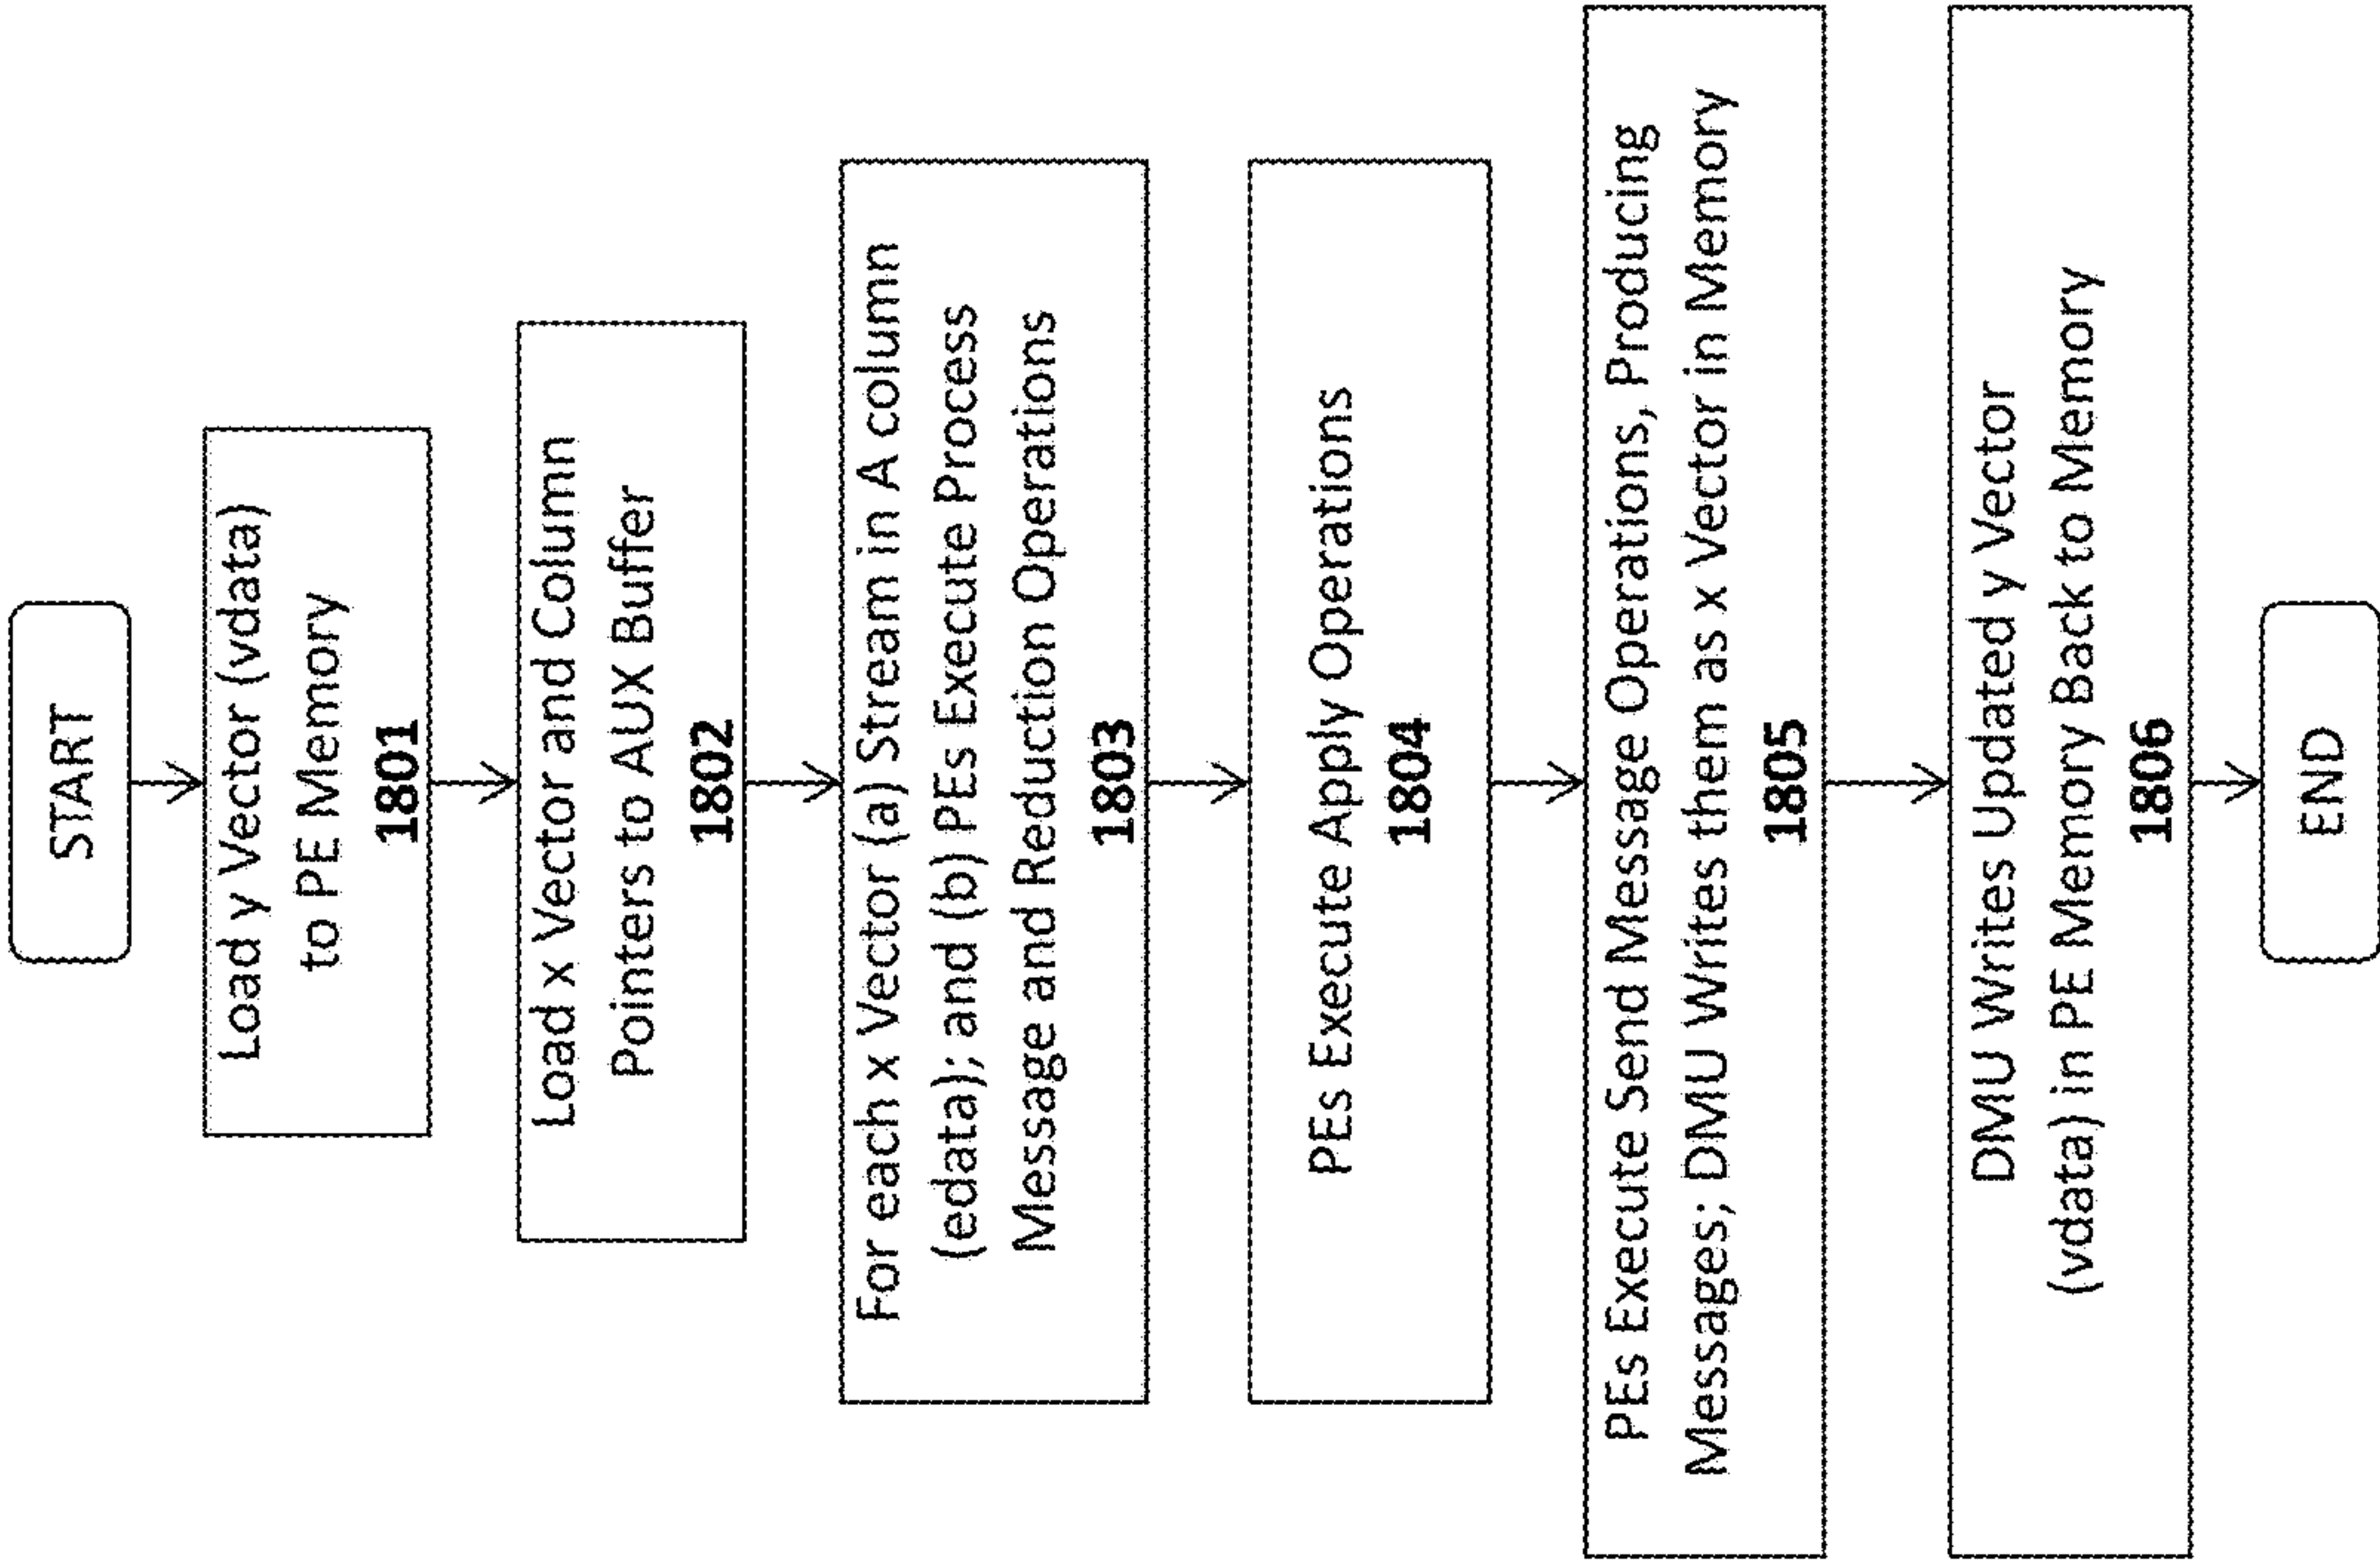 START
Load y Vector (vdata)
to PE Memory
1801
Load x Vector and Column
Pointers to AUX Buffer
1802
For each x Vector (a) Stream in A column
(edata); and (b) PEs Execute Process
Message and Reduction Operations
1803
PEs Execute Apply Operations
1804
PEs Execute Send Message Operations, Producing
Messages; DMU Writes them as x Vector in Memory
1805
DMU Writes Updated y Vector
(vdata) in PE Memory Back to Memory
1806
END